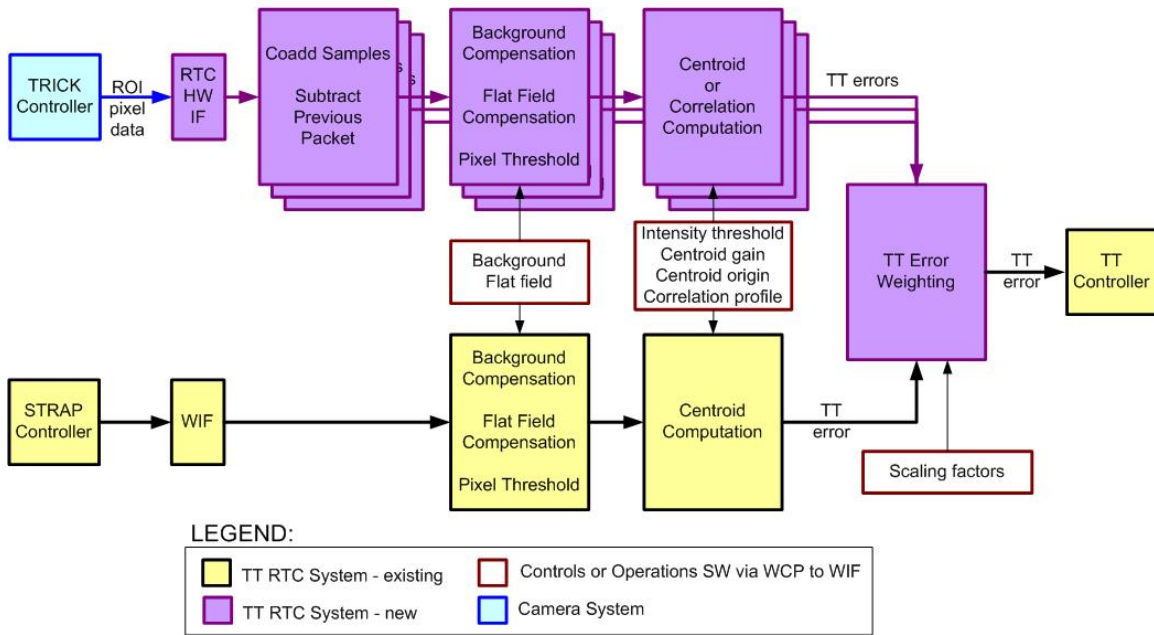 TRICK
Controller
ROI
pixel
data
RTC
HW
IF
Coadd Samples
Subtract
Previous
Packet
s
s
Background
Compensation
Flat Field
Compensation
Pixel Threshold
Centroid
or
Correlation
Computation
TT errors
Background
Flat field
Intensity threshold
Centroid gain
Centroid origin
Correlation profile
TT Error
Weighting
TT
error
TT
Controller
STRAP
Controller
WIF
Background
Compensation
Flat Field
Compensation
Pixel Threshold
Centroid
Computation
TT
error
Scaling factors
LEGEND:
TT RTC System - existing
Controls or Operations SW via WCP to WIF
TT RTC System - new
Camera System